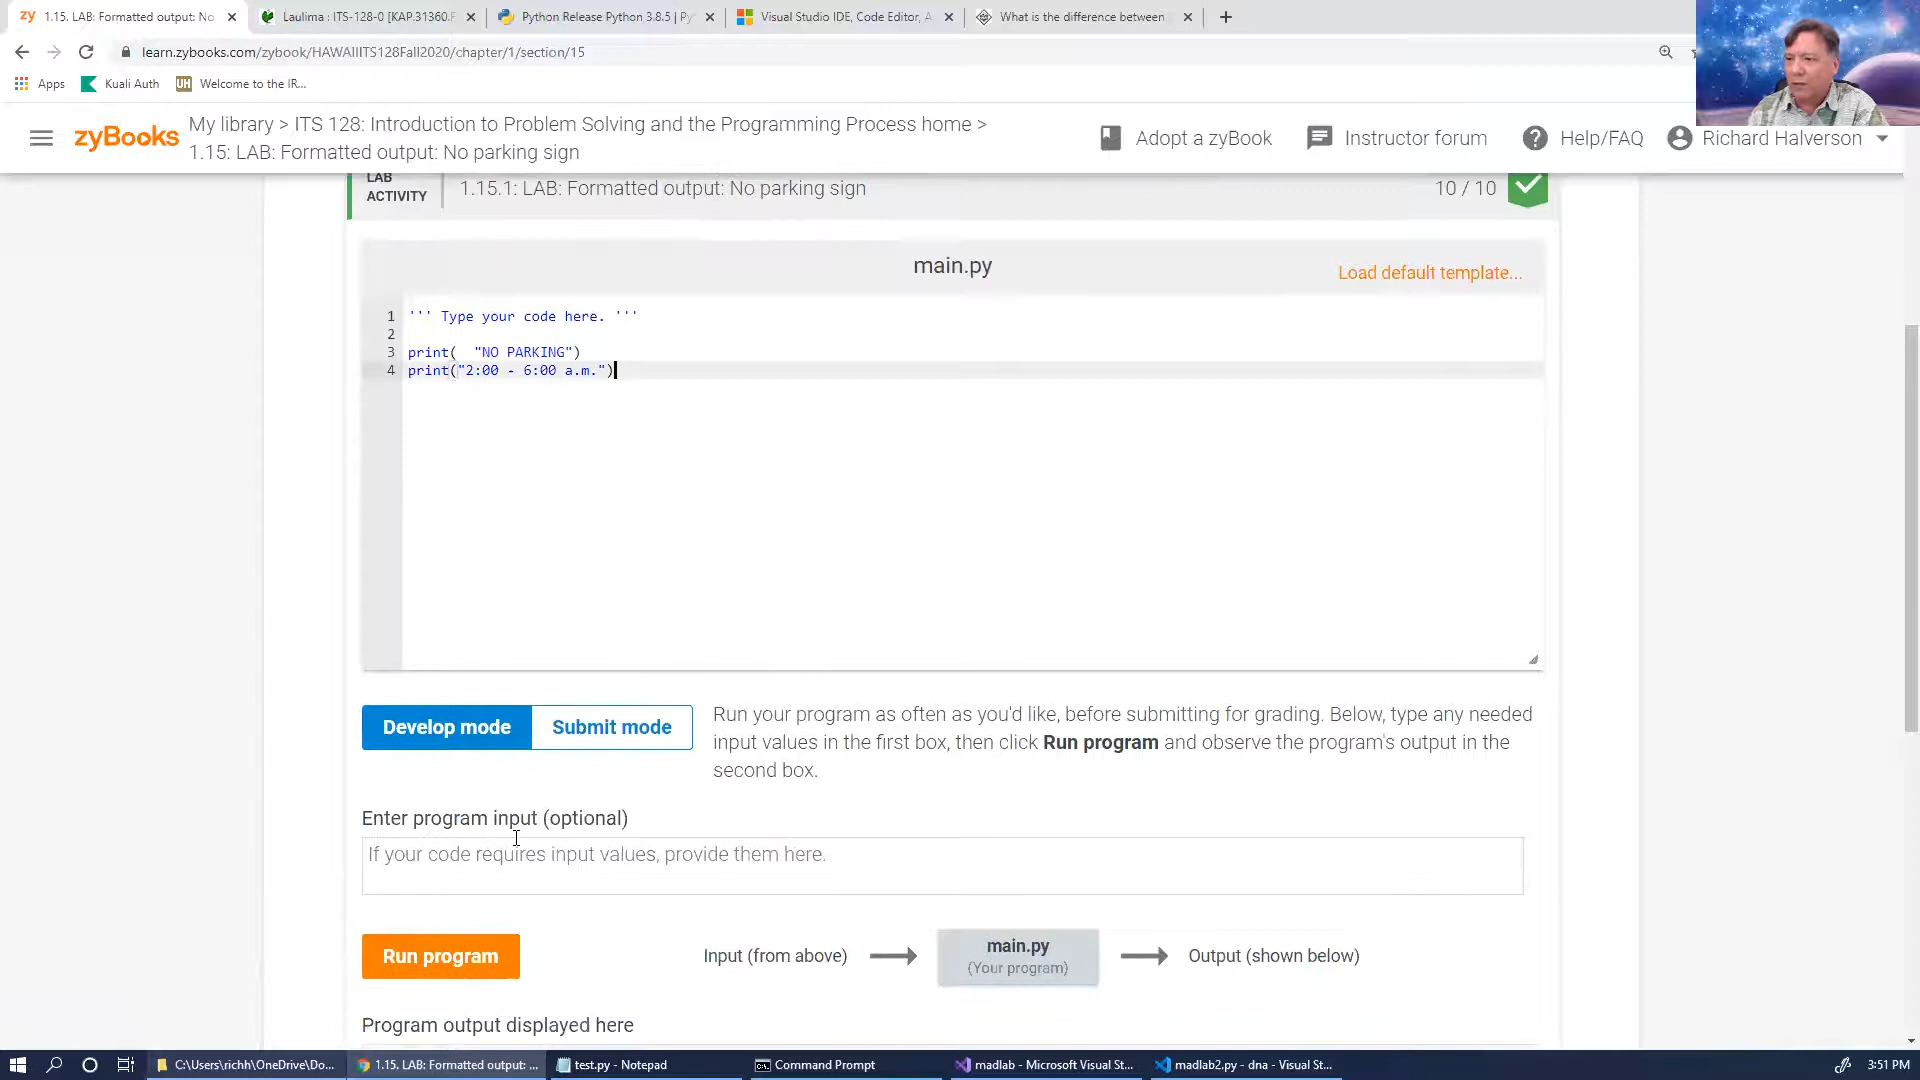 1.15. LAB: Formatted output: No
Laulima : ITS-128-0 [KAP.31360.F
Python Release Python 3.8.5 | Py
Visual Studio IDE, Code Editor, A
What is the difference between
learn.zybooks.com/zybook/HAWAIIITS128Fall2020/chapter/1/section/15
Apps
Kuali Auth
UH
Welcome to the IR...
zyBooks
My library > ITS 128: Introduction to Problem Solving and the Programming Process home >
1.15: LAB: Formatted output: No parking sign
Adopt a zyBook
Instructor forum
Help/FAQ
Richard Halverson
LAB
ACTIVITY
1.15.1: LAB: Formatted output: No parking sign
10 / 10
main.py
Load default template...
1 ''' Type your code here. '''
2
3 print(  "NO PARKING")
4 print("2:00 - 6:00 a.m.")
Develop mode
Submit mode
Run your program as often as you'd like, before submitting for grading. Below, type any needed
input values in the first box, then click Run program and observe the program's output in the
second box.
Enter program input (optional)
If your code requires input values, provide them here.
Run program
Input (from above)
main.py
(Your program)
Output (shown below)
Program output displayed here
C:\Users\richh\OneDrive\Do...
1.15. LAB: Formatted output: ...
test.py - Notepad
Command Prompt
madlab - Microsoft Visual St...
madlab2.py - dna - Visual St...
3:51 PM